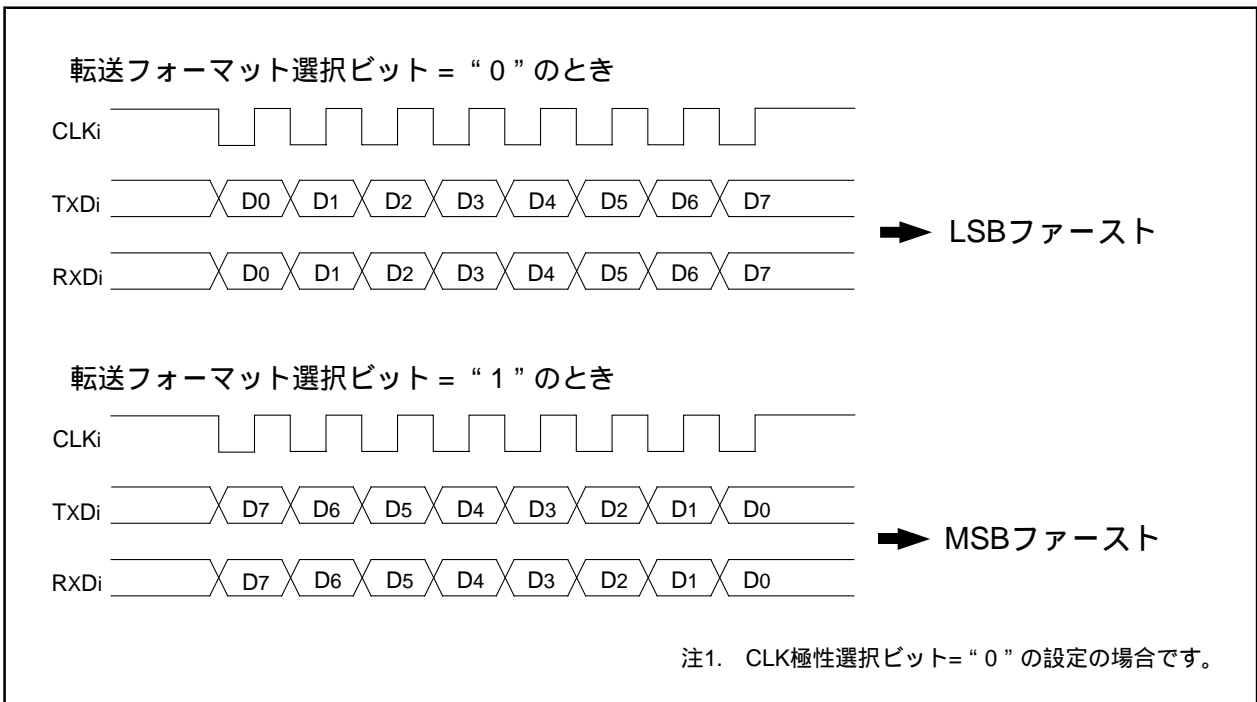 転送フォーマット選択ビット = “ 0 ” のとき
CLKi
TxDi D0 D1 D2 D3 D4 D5 D6 D7
LSBファースト
RxDi D0 D1 D2 D3 D4 D5 D6 D7
転送フォーマット選択ビット = “ 1 ” のとき
CLKi
TxDi D7 D6 D5 D4 D3 D2 D1 D0
MSBファースト
RxDi D7 D6 D5 D4 D3 D2 D1 D0
注1. CLK極性選択ビット= “ 0 ” の設定の場合です。